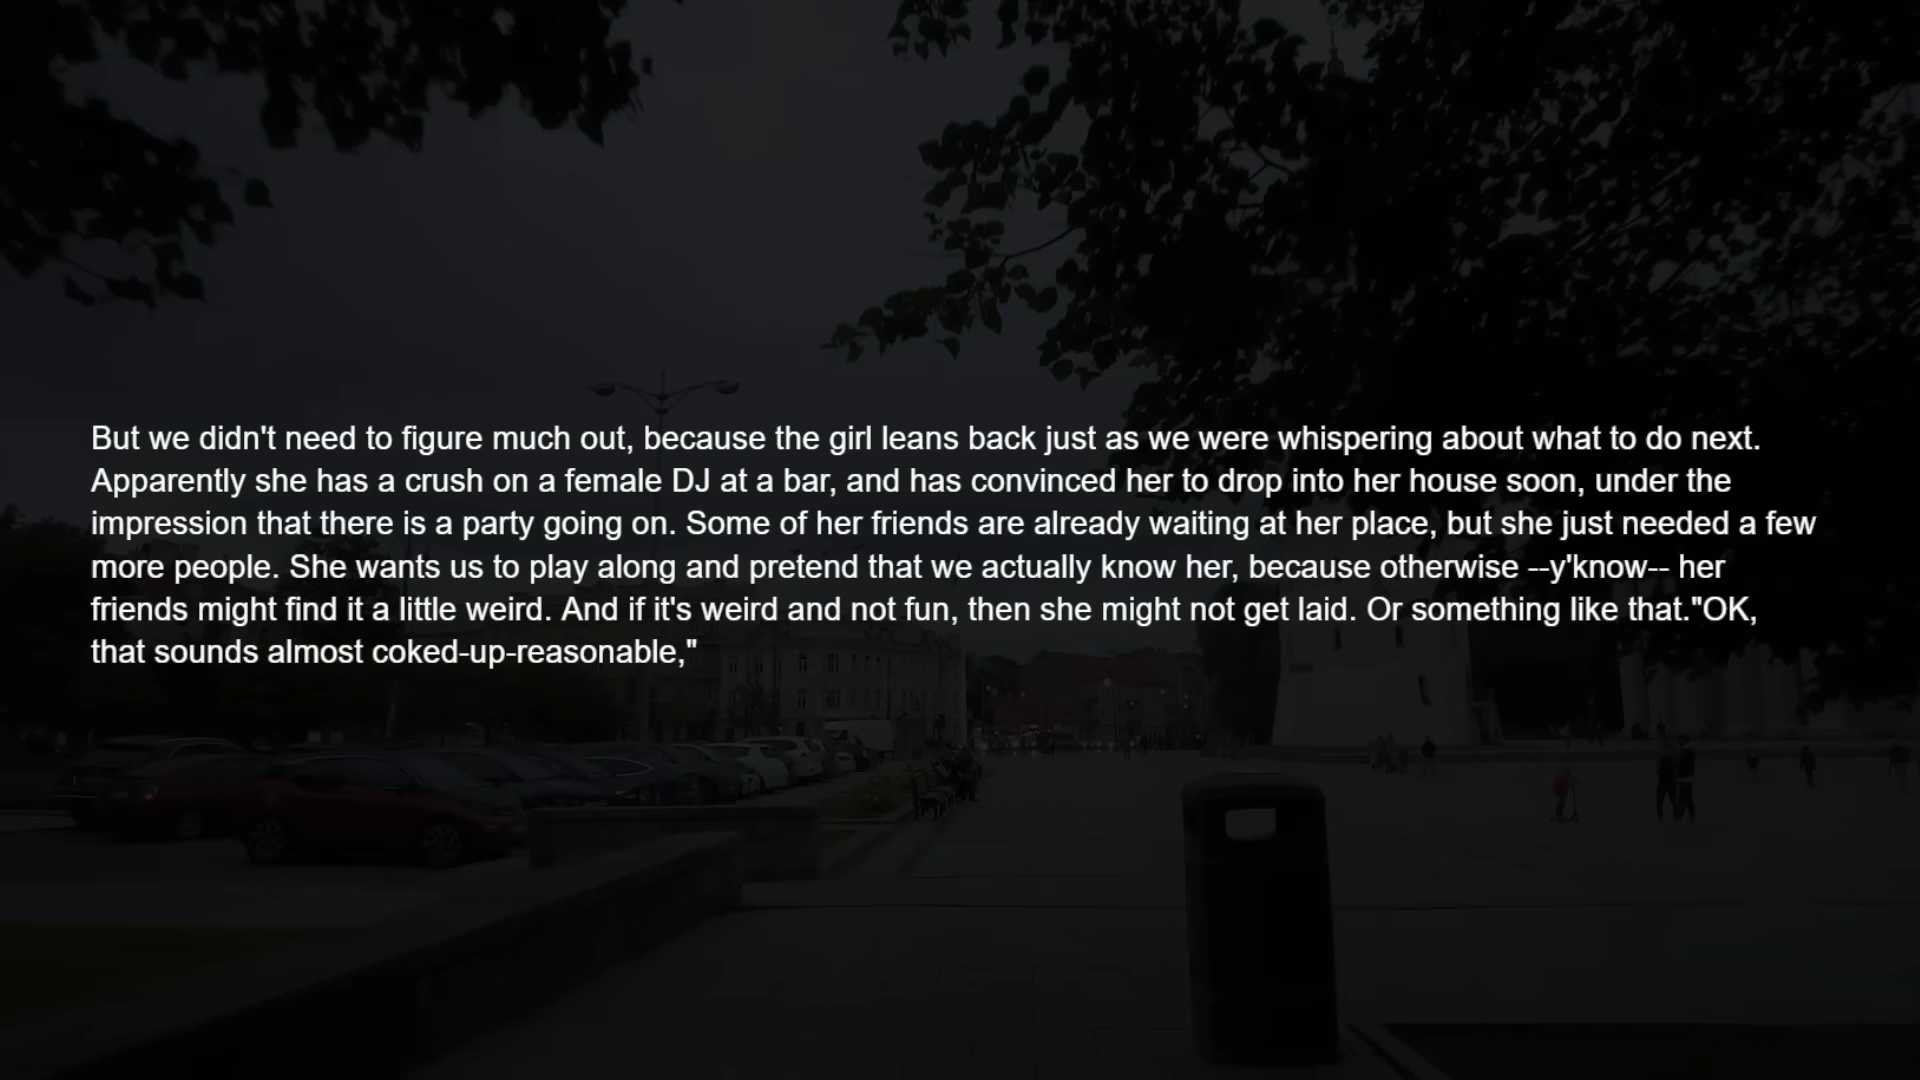 But we didn't need to figure much out, because the girl leans back just as we were whispering about what to do next.
Apparently she has a crush on a female DJ at a bar, and has convinced her to drop into her house soon, under the
impression that there is a party going on. Some of her friends are already waiting at her place, but she just needed a few
more people. She wants us to play along and pretend that we actually know her, because otherwise --y'know-- her
friends might find it a little weird. And if it's weird and not fun, then she might not get laid. Or something like that."OK,
that sounds almost coked-up-reasonable,"